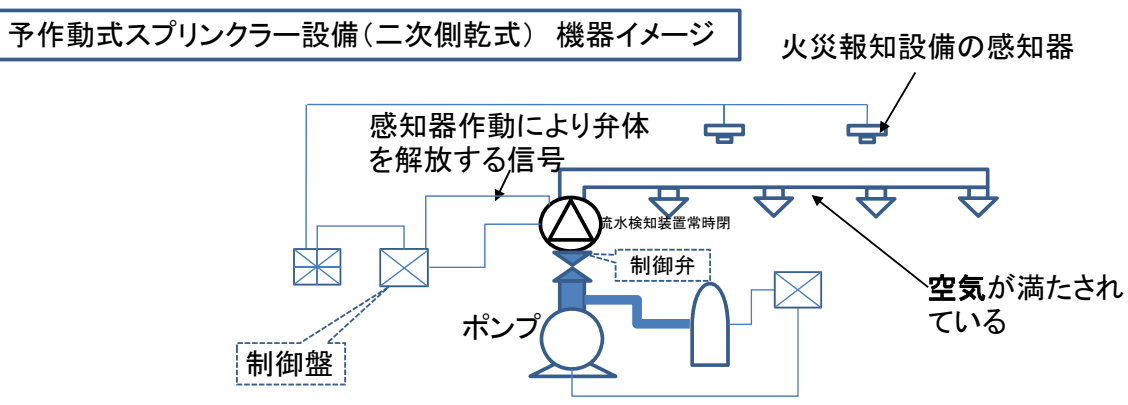 予作動式スプリンクラー設備（二次側乾式） 機器イメージ
火災報知設備の感知器
感知器作動により弁体
を解放する信号
流水検知装置常時閉
制御弁
空気が満たされ
ている
ポンプ
制御盤